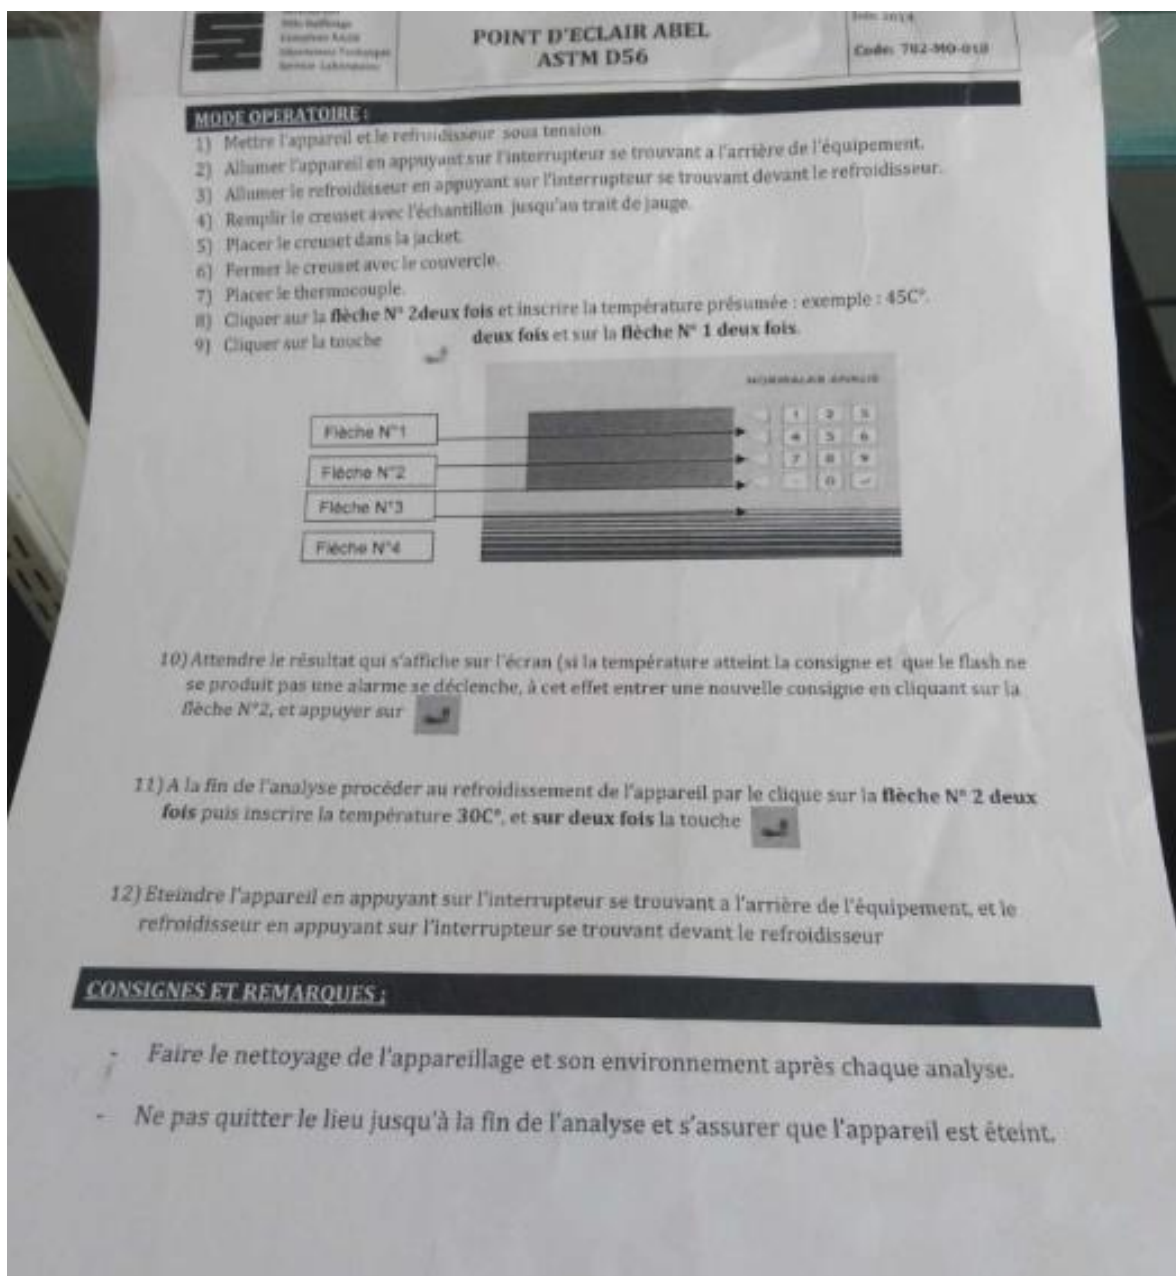 POINT D'ECLAIR ABEL
ASTM D56
Juin 2014
Code: 782-MO-010
MODE OPERATOIRE :
1) Mettre l'appareil et le refroidisseur sous tension.
2) Allumer l'appareil en appuyant sur l'interrupteur se trouvant a l'arrière de l'équipement.
3) Allumer le refroidisseur en appuyant sur l'interrupteur se trouvant devant le refroidisseur.
4) Remplir le creuset avec l'échantillon jusqu'au trait de jauge.
5) Placer le creuset dans la jacket.
6) Fermer le creuset avec le couvercle.
7) Placer le thermocouple.
8) Cliquer sur la flèche N° 2deux fois et inscrire la température présumée : exemple : 45C°.
9) Cliquer sur la touche deux fois et sur la flèche N° 1 deux fois.
1 2 3
4 5 6
7 8 9
0
Flèche N°1
Flèche N°2
Flèche N°3
Flèche N°4
10) Attendre le résultat qui s'affiche sur l'écran (si la température atteint la consigne et que le flash ne
se produit pas une alarme se déclenche, à cet effet entrer une nouvelle consigne en cliquant sur la
flèche N°2, et appuyer sur
11) A la fin de l'analyse procéder au refroidissement de l'appareil par le clique sur la flèche N° 2 deux
fois puis inscrire la température 30C°, et sur deux fois la touche
12) Eteindre l'appareil en appuyant sur l'interrupteur se trouvant a l'arrière de l'équipement, et le
refroidisseur en appuyant sur l'interrupteur se trouvant devant le refroidisseur
CONSIGNES ET REMARQUES :
- Faire le nettoyage de l'appareillage et son environnement après chaque analyse.
- Ne pas quitter le lieu jusqu'à la fin de l'analyse et s'assurer que l'appareil est éteint.